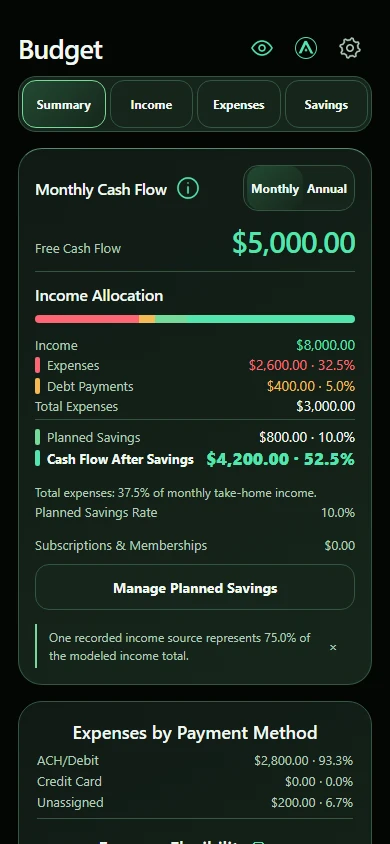 Budget
Summary Income Expenses Savings
Monthly Cash Flow
Monthly Annual
Free Cash Flow $5,000.00
Income Allocation
Income $8,000.00
Expenses $2,600.00 · 32.5%
Debt Payments $400.00 · 5.0%
Total Expenses $3,000.00
Planned Savings $800.00 · 10.0%
Cash Flow After Savings $4,200.00 · 52.5%
Total expenses: 37.5% of monthly take-home income.
Planned Savings Rate 10.0%
Subscriptions & Memberships $0.00
Manage Planned Savings
One recorded income source represents 75.0% of
the modeled income total.
×
Expenses by Payment Method
ACH/Debit $2,800.00 · 93.3%
Credit Card $0.00 · 0.0%
Unassigned $200.00 · 6.7%